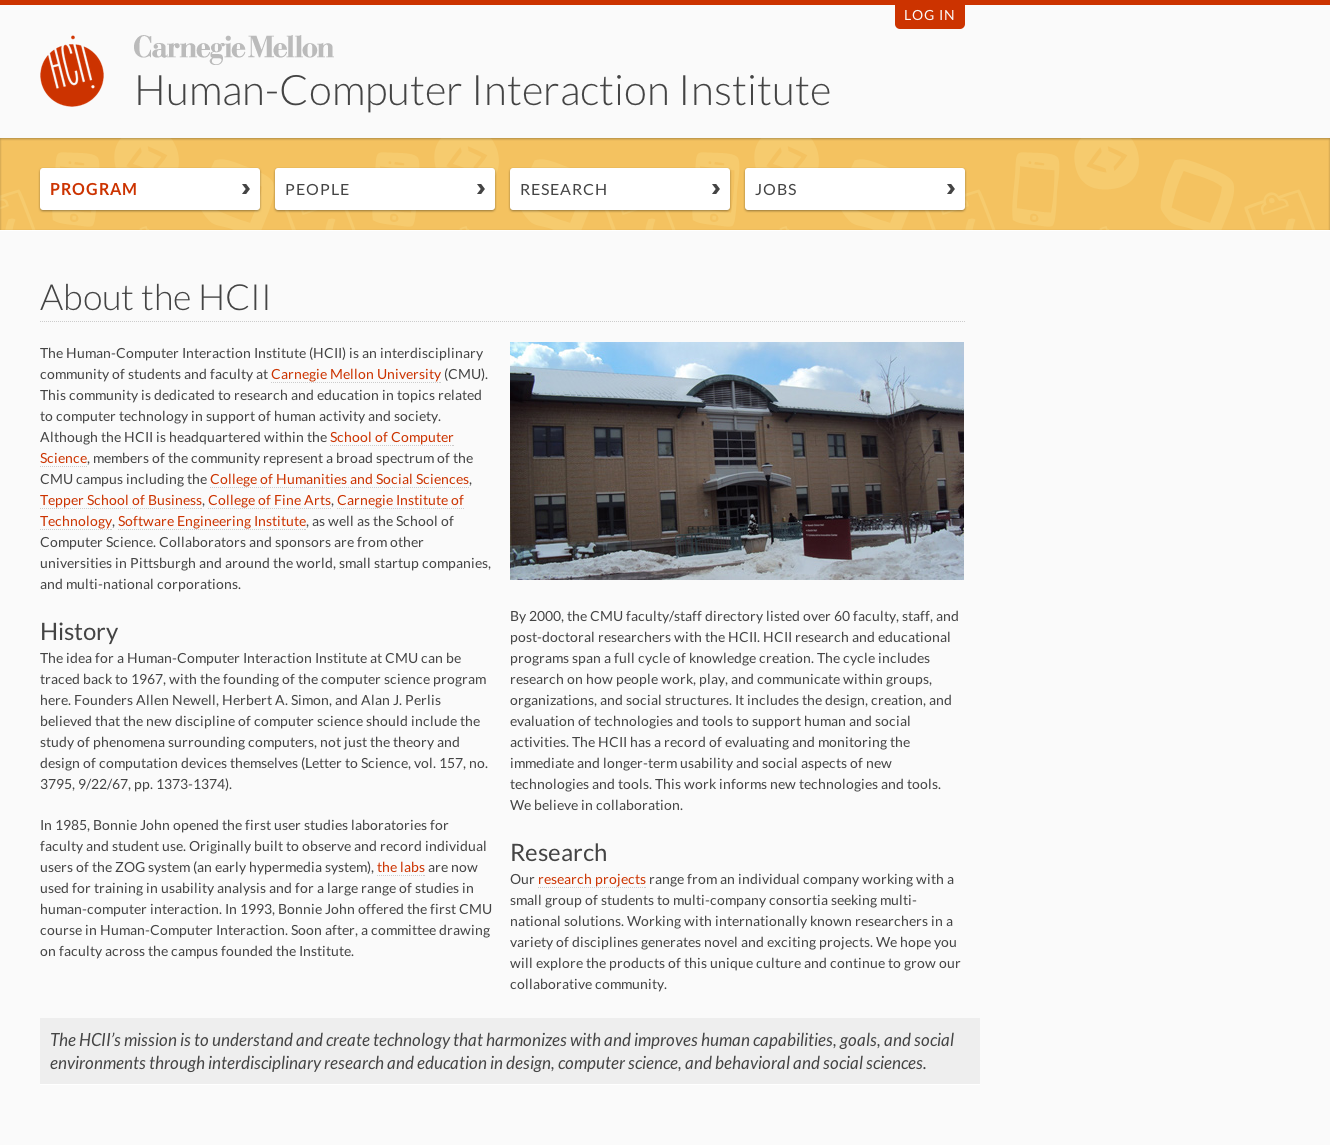 LOG IN
HCII
Carnegie Mellon
Human-Computer Interaction Institute
PROGRAM
PEOPLE
RESEARCH
JOBS
About the HCII
The Human-Computer Interaction Institute (HCII) is an interdisciplinary
community of students and faculty at Carnegie Mellon University (CMU).
This community is dedicated to research and education in topics related
to computer technology in support of human activity and society.
Although the HCII is headquartered within the School of Computer
Science, members of the community represent a broad spectrum of the
CMU campus including the College of Humanities and Social Sciences,
Tepper School of Business, College of Fine Arts, Carnegie Institute of
Technology, Software Engineering Institute, as well as the School of
Computer Science. Collaborators and sponsors are from other
universities in Pittsburgh and around the world, small startup companies,
and multi-national corporations.
History
The idea for a Human-Computer Interaction Institute at CMU can be
traced back to 1967, with the founding of the computer science program
here. Founders Allen Newell, Herbert A. Simon, and Alan J. Perlis
believed that the new discipline of computer science should include the
study of phenomena surrounding computers, not just the theory and
design of computation devices themselves (Letter to Science, vol. 157, no.
3795, 9/22/67, pp. 1373-1374).
In 1985, Bonnie John opened the first user studies laboratories for
faculty and student use. Originally built to observe and record individual
users of the ZOG system (an early hypermedia system), the labs are now
used for training in usability analysis and for a large range of studies in
human-computer interaction. In 1993, Bonnie John offered the first CMU
course in Human-Computer Interaction. Soon after, a committee drawing
on faculty across the campus founded the Institute.
By 2000, the CMU faculty/staff directory listed over 60 faculty, staff, and
post-doctoral researchers with the HCII. HCII research and educational
programs span a full cycle of knowledge creation. The cycle includes
research on how people work, play, and communicate within groups,
organizations, and social structures. It includes the design, creation, and
evaluation of technologies and tools to support human and social
activities. The HCII has a record of evaluating and monitoring the
immediate and longer-term usability and social aspects of new
technologies and tools. This work informs new technologies and tools.
We believe in collaboration.
Research
Our research projects range from an individual company working with a
small group of students to multi-company consortia seeking multi-
national solutions. Working with internationally known researchers in a
variety of disciplines generates novel and exciting projects. We hope you
will explore the products of this unique culture and continue to grow our
collaborative community.
The HCII's mission is to understand and create technology that harmonizes with and improves human capabilities, goals, and social
environments through interdisciplinary research and education in design, computer science, and behavioral and social sciences.